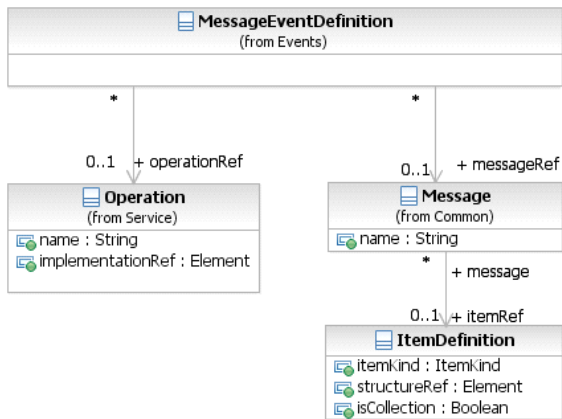 MessageEventDefinition
(from Events)
*
*
0..1
+ operationRef
0..1
+ messageRef
Operation
(from Service)
name : String
implementationRef : Element
Message
(from Common)
name : String
*
+ message
0..1
+ itemRef
ItemDefinition
itemKind : ItemKind
structureRef : Element
isCollection : Boolean